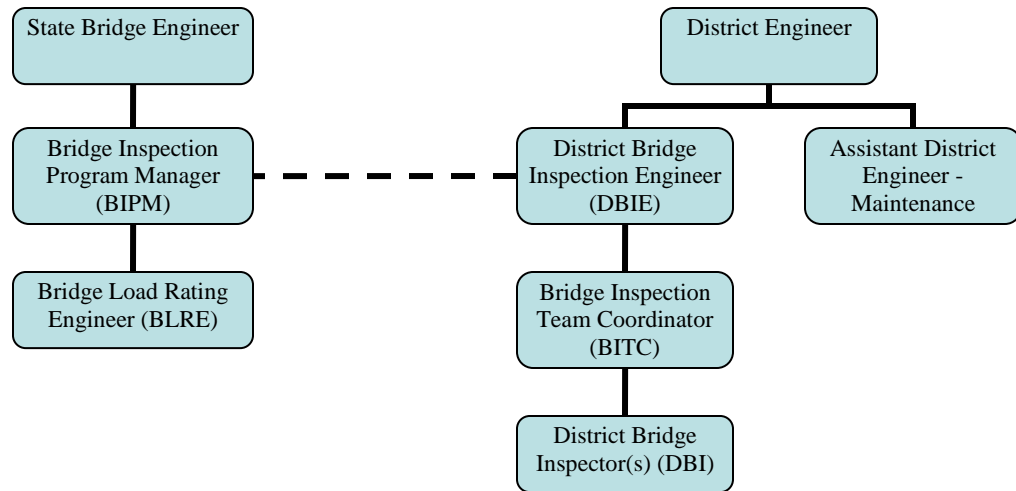 State Bridge Engineer
District Engineer
Bridge Inspection
Program Manager
(BIPM)
District Bridge
Inspection Engineer
(DBIE)
Assistant District
Engineer -
Maintenance
Bridge Load Rating
Engineer (BLRE)
Bridge Inspection
Team Coordinator
(BITC)
District Bridge
Inspector(s) (DBI)